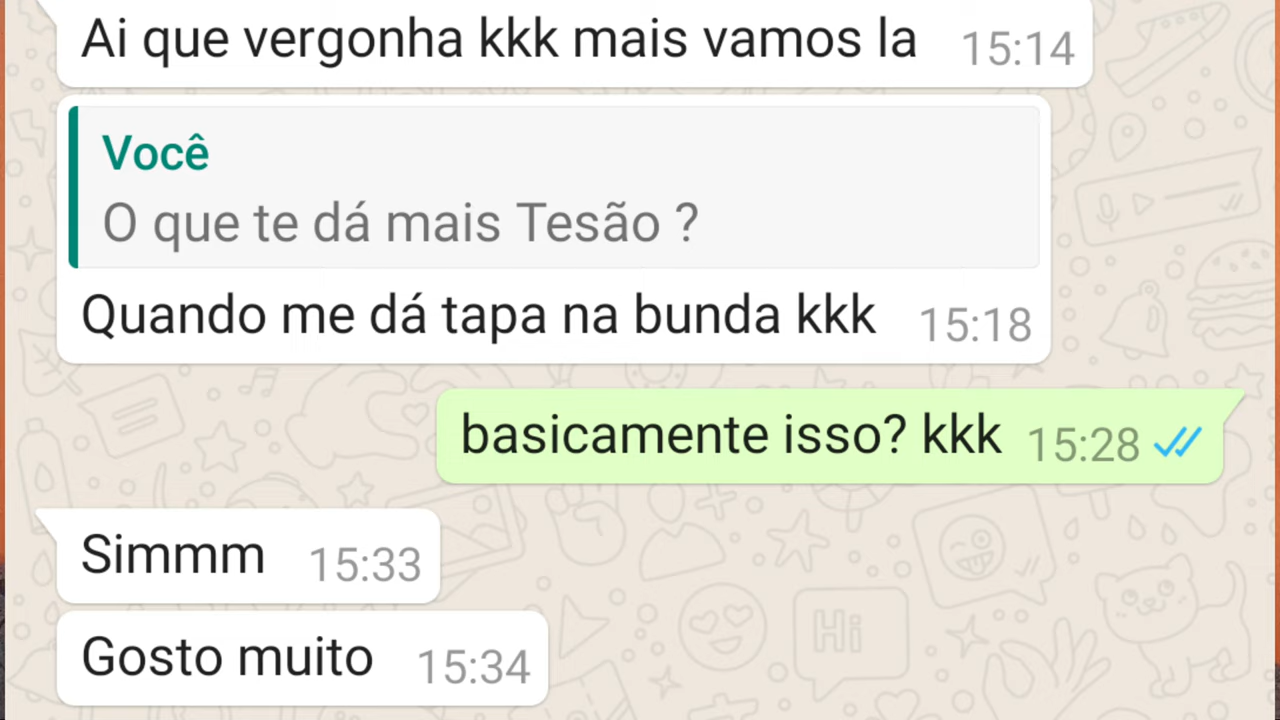 Ai que vergonha kkk mais vamos la 15:14
Você
O que te dá mais Tesão ?
Quando me dá tapa na bunda kkk 15:18
basicamente isso? kkk 15:28
Simmm 15:33
Gosto muito 15:34
Hi